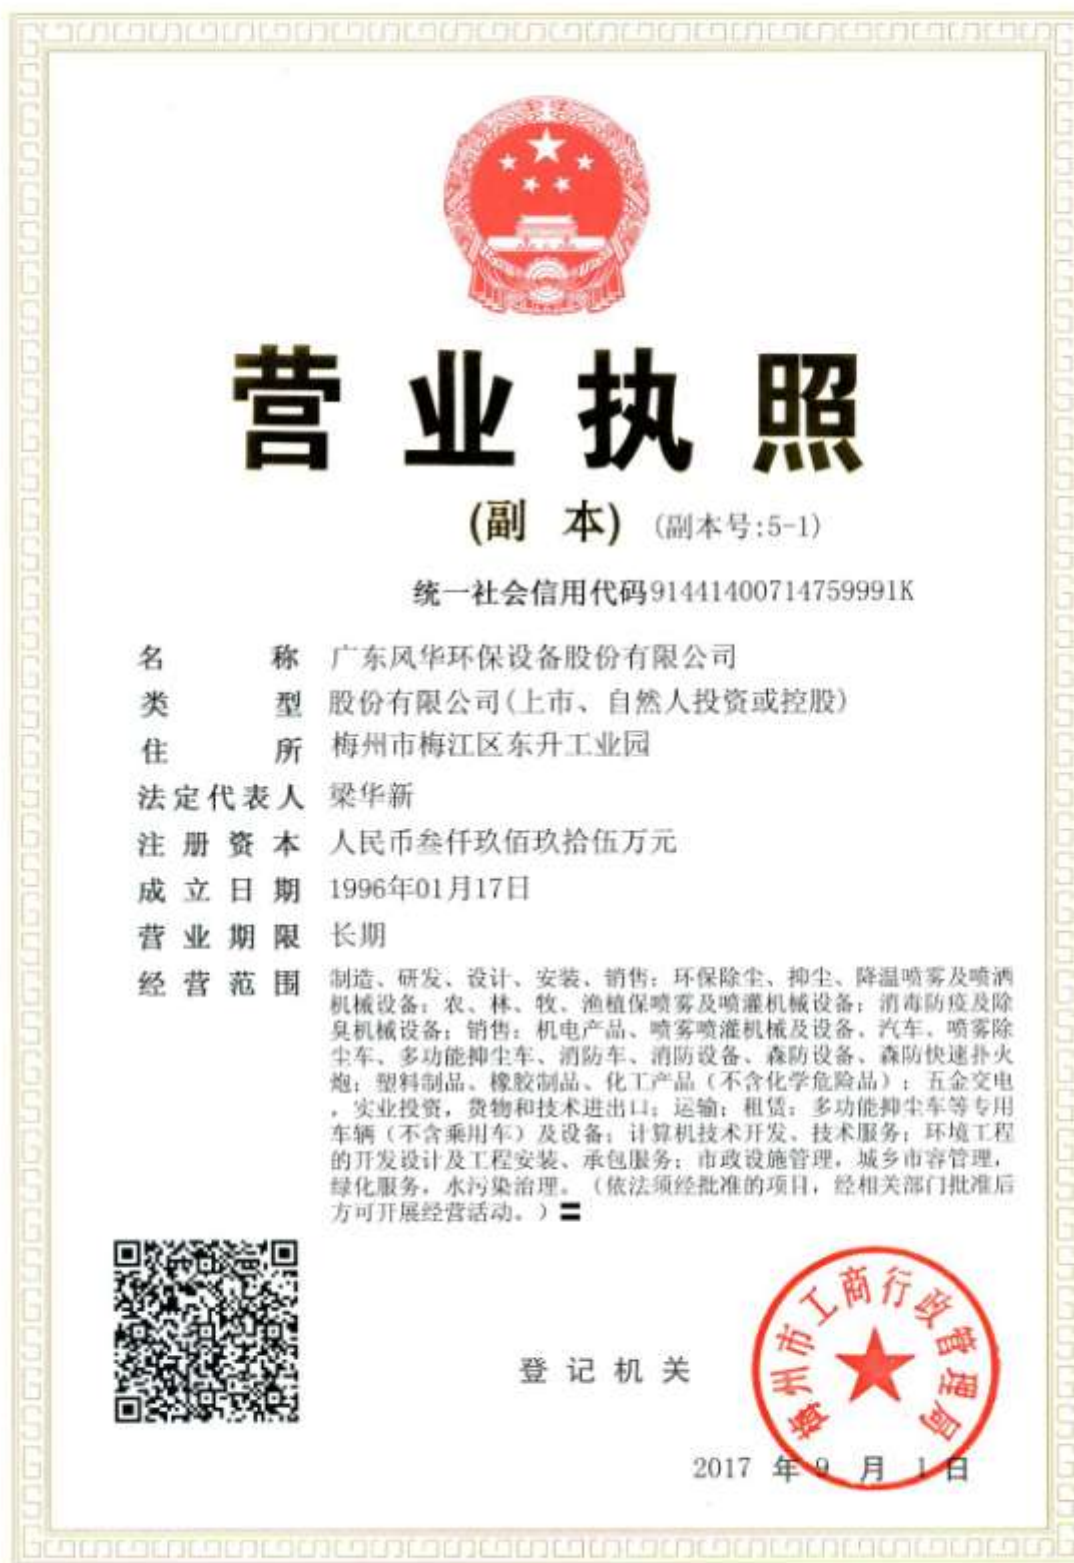 营业执照
(副 本) (副本号:5-1)
统一社会信用代码91441400714759991K
名称 广东风华环保设备股份有限公司
类型 股份有限公司(上市、自然人投资或控股)
住所 梅州市梅江区东升工业园
法定代表人 梁华新
注册资本 人民币叁仟玖佰玖拾伍万元
成立日期 1996年01月17日
营业期限 长期
经营范围 制造、研发、设计、安装、销售：环保除尘、抑尘、降温喷雾及喷洒
机械设备；农、林、牧、渔植保喷雾及喷灌机械设备；消毒防疫及除
臭机械设备；销售：机电产品、喷雾喷灌机械及设备、汽车、喷雾除
尘车、多功能抑尘车、消防车、消防设备、森防设备、森防快速扑火
炮；塑料制品、橡胶制品、化工产品（不含化学危险品）；五金交电
，实业投资，货物和技术进出口；运输；租赁：多功能抑尘车等专用
车辆（不含乘用车）及设备；计算机技术开发、技术服务；环境工程
的开发设计及工程安装、承包服务；市政设施管理，城乡市容管理，
绿化服务，水污染治理。（依法须经批准的项目，经相关部门批准后
方可开展经营活动。）〓
登记机关
梅州市工商行政管理局
2017 年 9 月 1 日